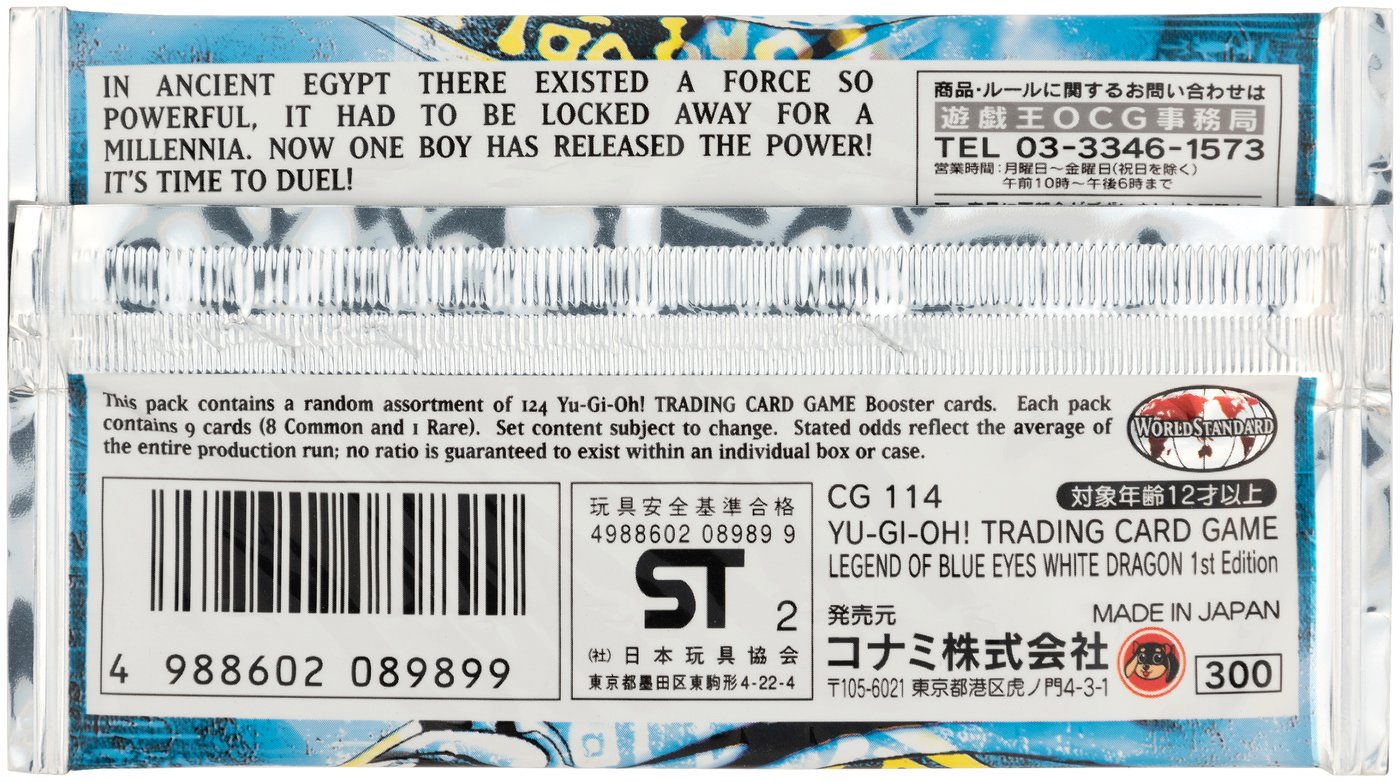 IN ANCIENT EGYPT THERE EXISTED A FORCE SO
POWERFUL, IT HAD TO BE LOCKED AWAY FOR A
MILLENNIA. NOW ONE BOY HAS RELEASED THE POWER!
IT'S TIME TO DUEL!
商品・ルールに関するお問い合わせは
遊戯王OCG事務局
TEL 03-3346-1573
営業時間：月曜日～金曜日(祝日を除く)
午前10時～午後6時まで
This pack contains a random assortment of 124 Yu-Gi-Oh! TRADING CARD GAME Booster cards. Each pack
contains 9 cards (8 Common and 1 Rare). Set content subject to change. Stated odds reflect the average of
the entire production run; no ratio is guaranteed to exist within an individual box or case.
WORLD STANDARD
4 988602 089899
玩具安全基準合格
4988602 08989 9
ST
2
(社)日本玩具協会
東京都墨田区東駒形4-22-4
CG 114
対象年齢12才以上
YU-GI-OH! TRADING CARD GAME
LEGEND OF BLUE EYES WHITE DRAGON 1st Edition
発売元
MADE IN JAPAN
コナミ株式会社
〒105-6021 東京都港区虎ノ門4-3-1
300